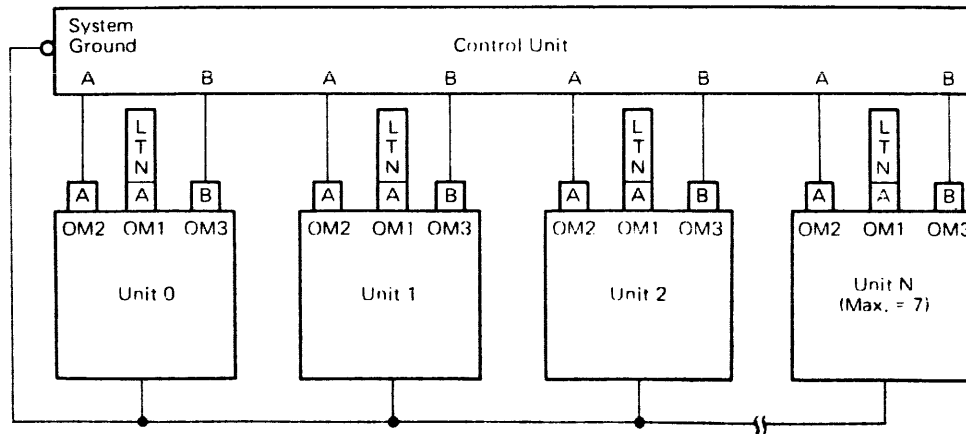 System
Ground
Control Unit
A B A B A B A B
L L L L
T T T T
N N N N
A A B A A B A A B A A B
OM2 OM1 OM3 OM2 OM1 OM3 OM2 OM1 OM3 OM2 OM1 OM3
Unit 0 Unit 1 Unit 2 Unit N
(Max. = 7)